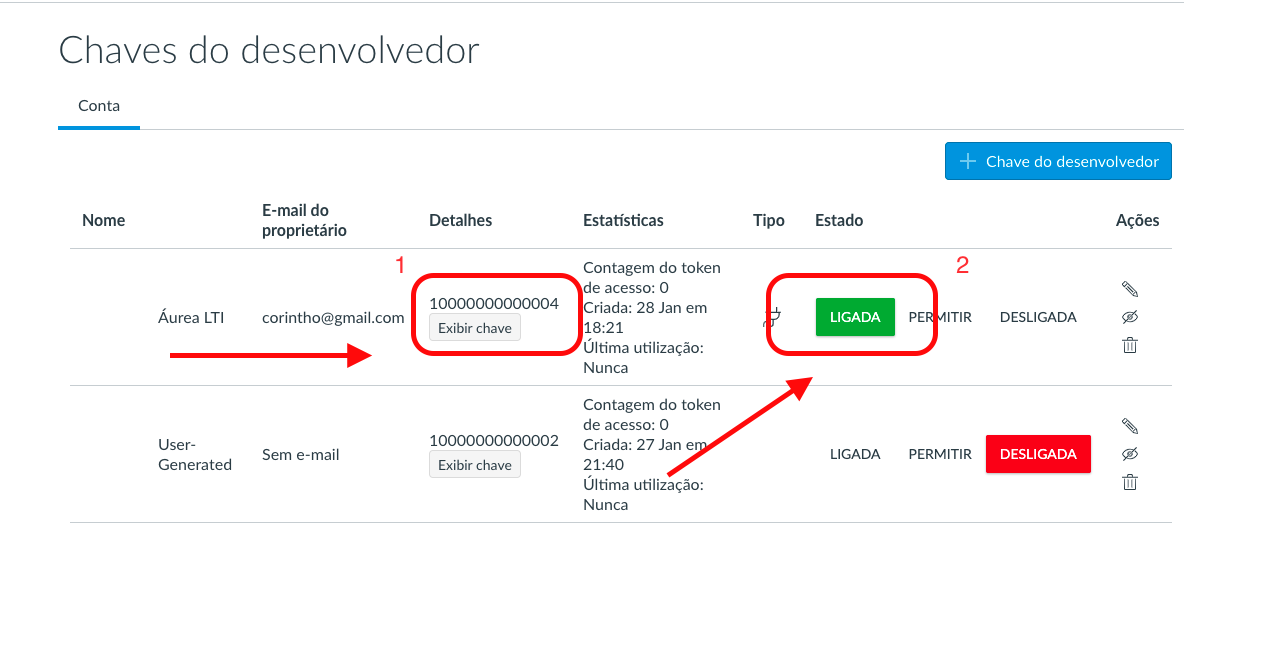 Chaves do desenvolvedor
Conta
Chave do desenvolvedor
Nome
E-mail do
proprietário
Detalhes
Estatísticas
Tipo
Estado
Ações
1
2
Áurea LTI
corintho@gmail.com
10000000000004
Exibir chave
Contagem do token
de acesso: 0
Criada: 28 Jan em
18:21
Última utilização:
Nunca
LIGADA
PERMITIR
DESLIGADA
User-
Generated
Sem e-mail
10000000000002
Exibir chave
Contagem do token
de acesso: 0
Criada: 27 Jan em
21:40
Última utilização:
Nunca
LIGADA
PERMITIR
DESLIGADA